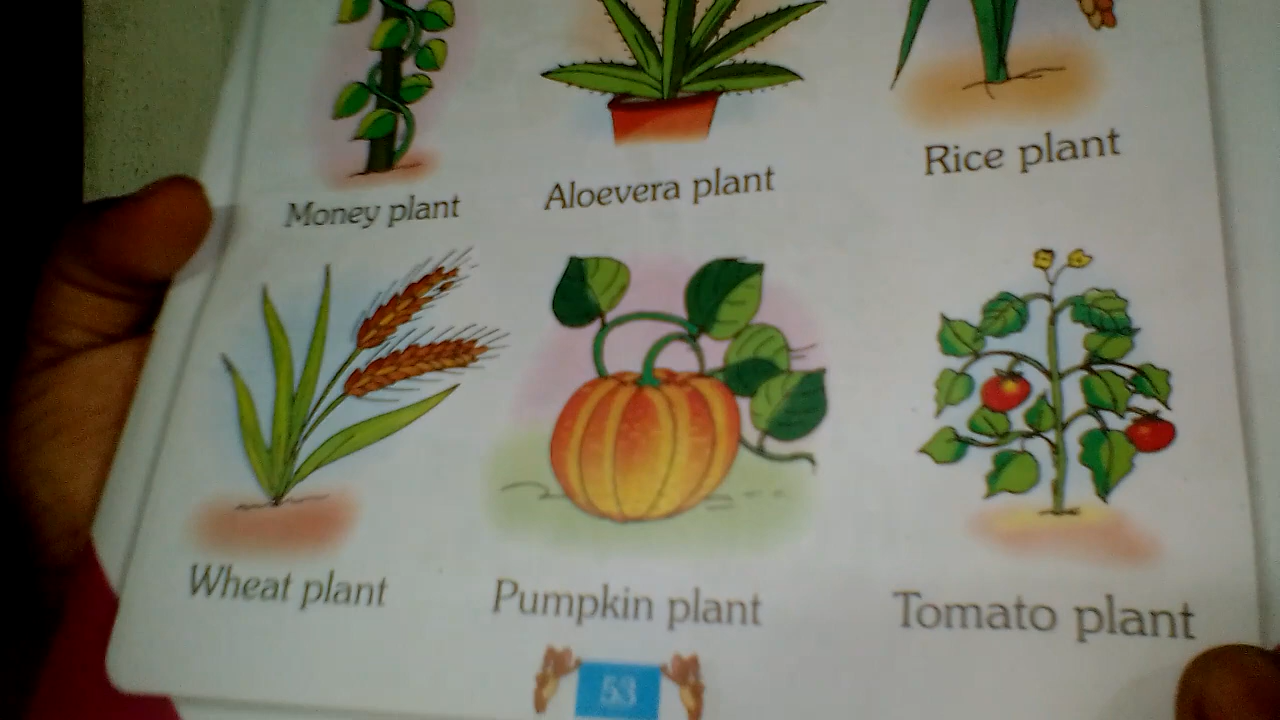 Money plant
Aloevera plant
Rice plant
Wheat plant
Pumpkin plant
Tomato plant
53